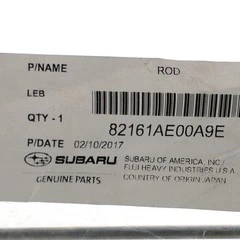 P/NAME ROD
LEB
QTY - 1 82161AE00A9E
P/DATE 02/10/2017
SUBARU SUBARU OF AMERICA, INC./
FUJI HEAVY INDUSTRIES U.S.A.
GENUINE PARTS COUNTRY OF ORIGIN JAPAN